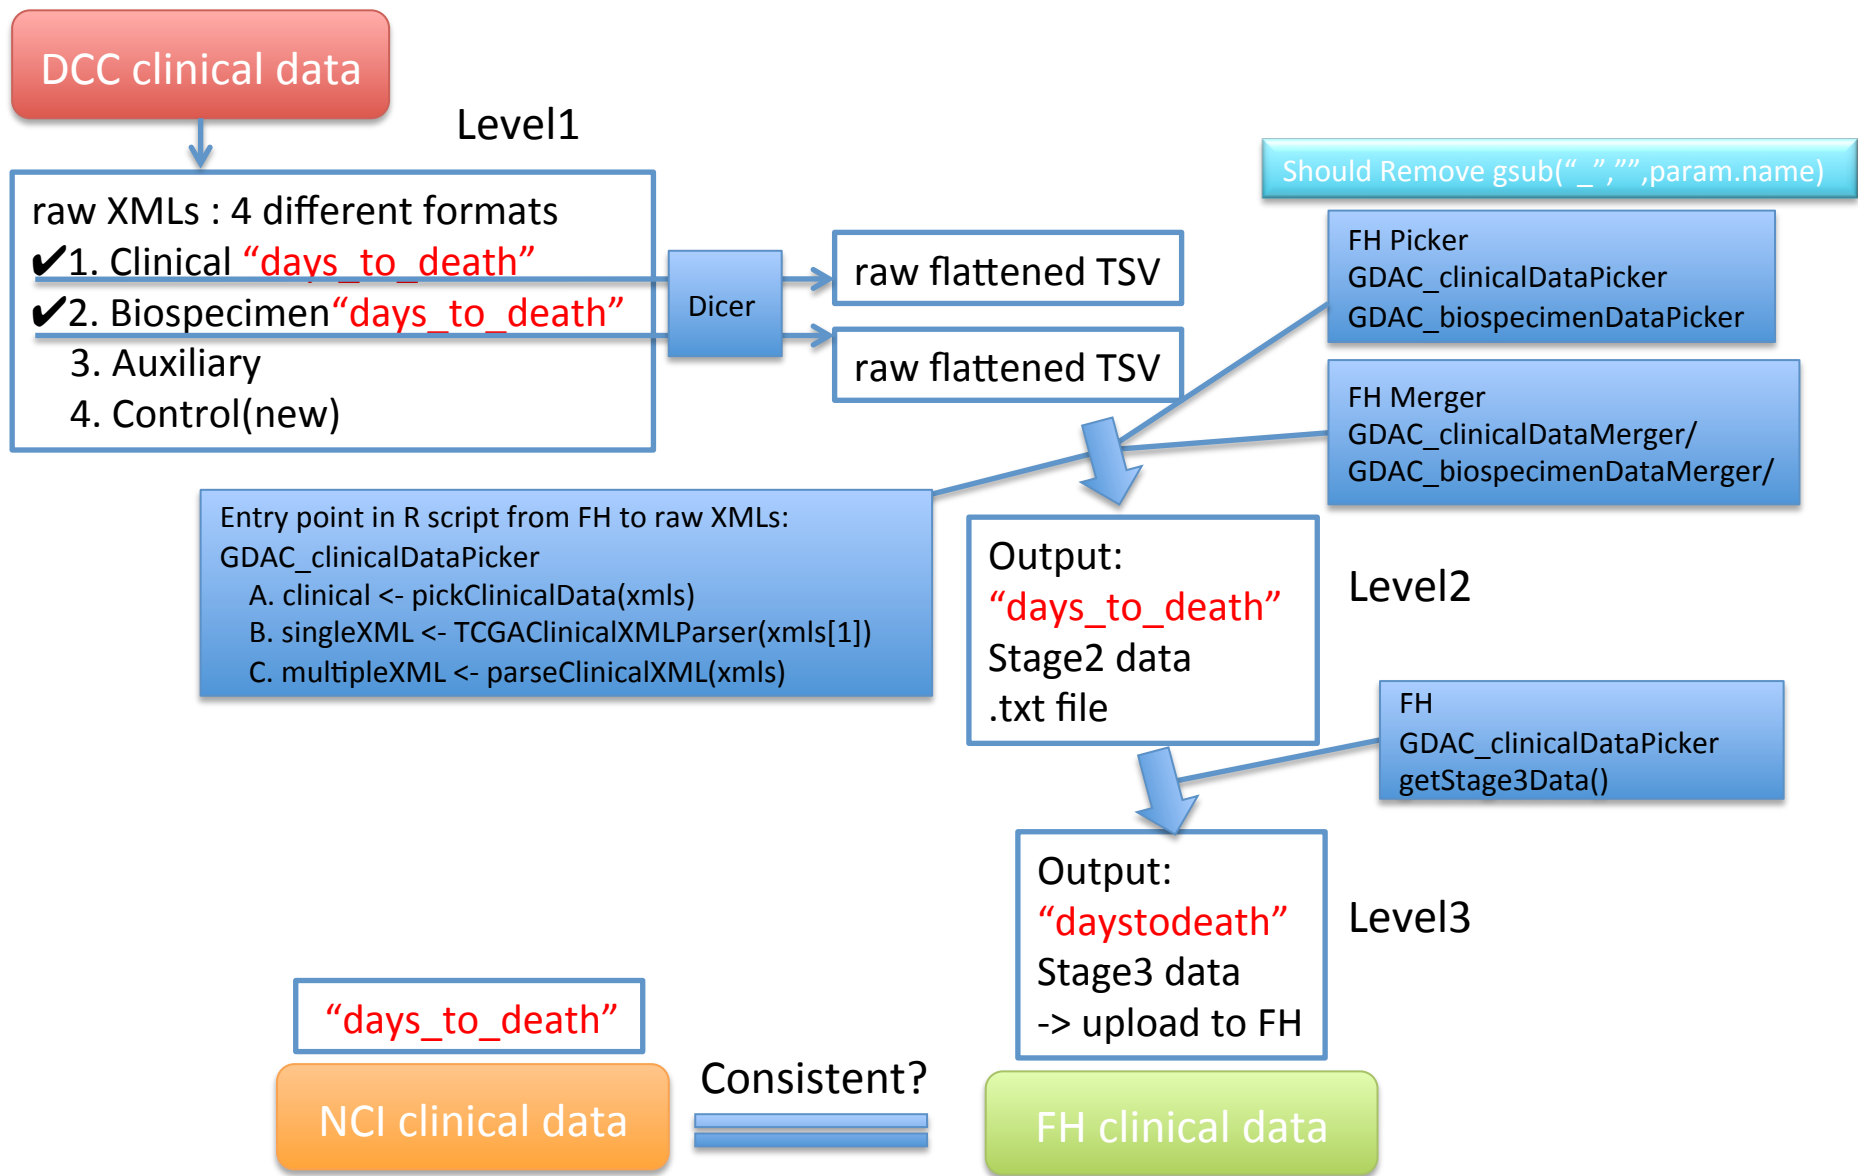 DCC clinical data
Level1
raw XMLs : 4 different formats
✔1. Clinical “days_to_death”
✔2. Biospecimen“days_to_death”
3. Auxiliary
4. Control(new)
Dicer
raw flattened TSV
raw flattened TSV
Should Remove gsub(“_”,””,param.name)
FH Picker
GDAC_clinicalDataPicker
GDAC_biospecimenDataPicker
FH Merger
GDAC_clinicalDataMerger/
GDAC_biospecimenDataMerger/
Entry point in R script from FH to raw XMLs:
GDAC_clinicalDataPicker
A. clinical <- pickClinicalData(xmls)
B. singleXML <- TCGAClinicalXMLParser(xmls[1])
C. multipleXML <- parseClinicalXML(xmls)
Output:
“days_to_death”
Stage2 data
.txt file
Level2
FH
GDAC_clinicalDataPicker
getStage3Data()
Output:
“daystodeath”
Stage3 data
-> upload to FH
Level3
“days_to_death”
NCI clinical data
Consistent?
FH clinical data